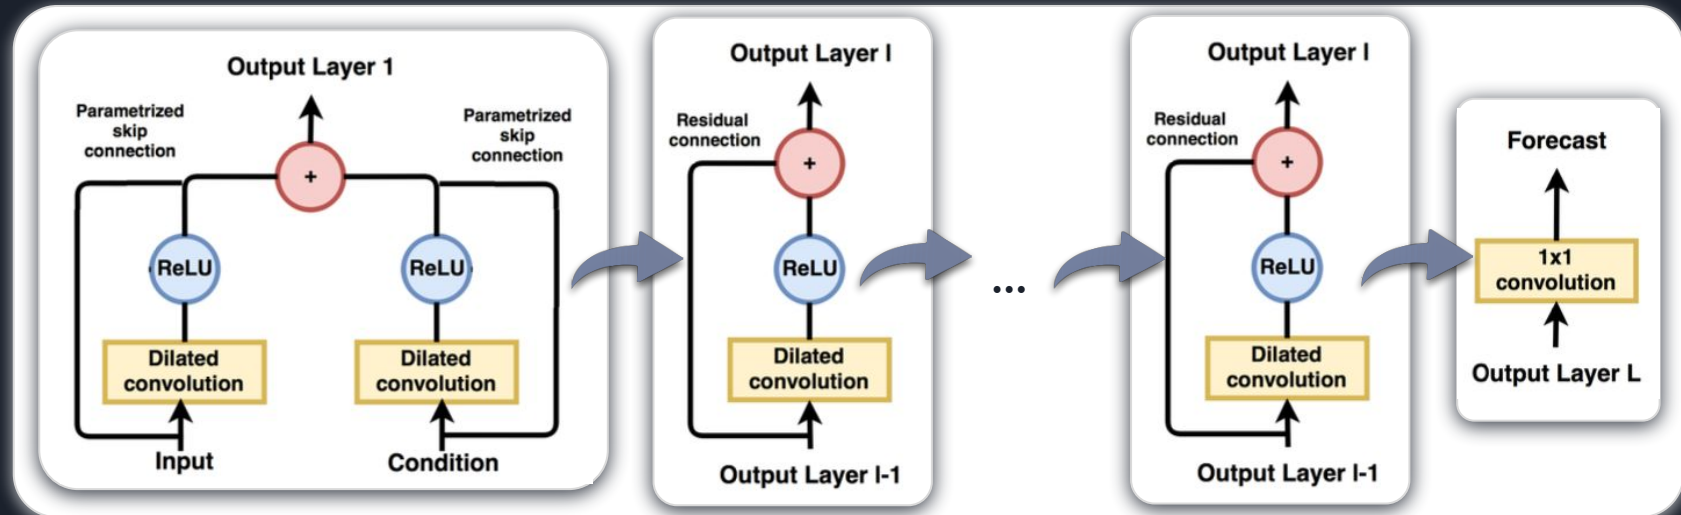 Output Layer 1
Parametrized
skip
connection
Parametrized
skip
connection
+
ReLU
ReLU
Dilated
convolution
Dilated
convolution
Input
Condition
Output Layer l
Residual
connection
+
ReLU
Dilated
convolution
Output Layer l-1
...
Output Layer l
Residual
connection
+
ReLU
Dilated
convolution
Output Layer l-1
Forecast
1x1
convolution
Output Layer L